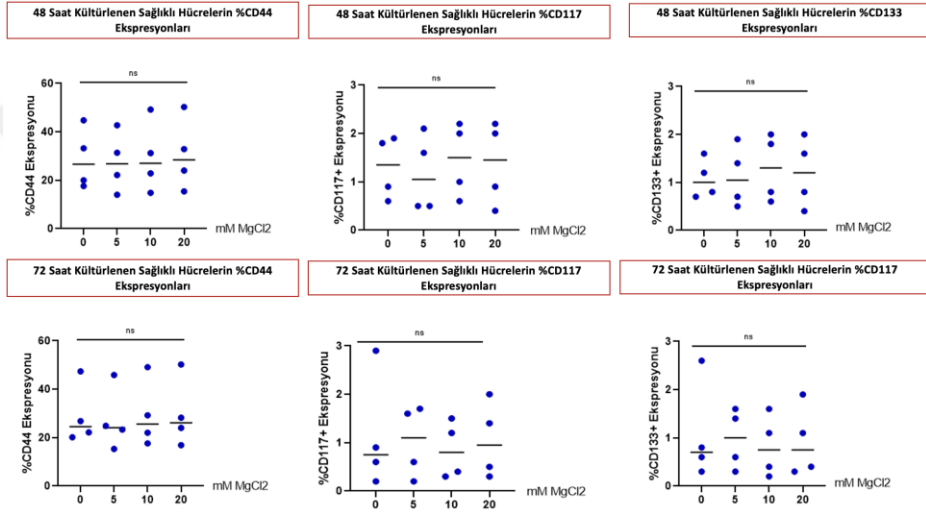 48 Saat Kültürlenen Sağlıklı Hücrelerin %CD44
Ekspresyonları
48 Saat Kültürlenen Sağlıklı Hücrelerin %CD117
Ekspresyonları
48 Saat Kültürlenen Sağlıklı Hücrelerin %CD133
Ekspresyonları
%CD44 Ekspresyonu
60
40
20
0
ns
0 5 10 20
mM MgCl2
%CD117+ Ekspresyonu
3
2
1
0
ns
0 5 10 20
mM MgCl2
%CD133+ Ekspresyonu
3
2
1
0
ns
0 5 10 20
mM MgCl2
72 Saat Kültürlenen Sağlıklı Hücrelerin %CD44
Ekspresyonları
72 Saat Kültürlenen Sağlıklı Hücrelerin %CD117
Ekspresyonları
72 Saat Kültürlenen Sağlıklı Hücrelerin %CD117
Ekspresyonları
%CD44 Ekspresyonu
60
40
20
0
ns
0 5 10 20
mM MgCl2
%CD117+ Ekspresyonu
3
2
1
0
ns
0 5 10 20
mM MgCl2
%CD133+ Ekspresyonu
3
2
1
0
ns
0 5 10 20
mM MgCl2